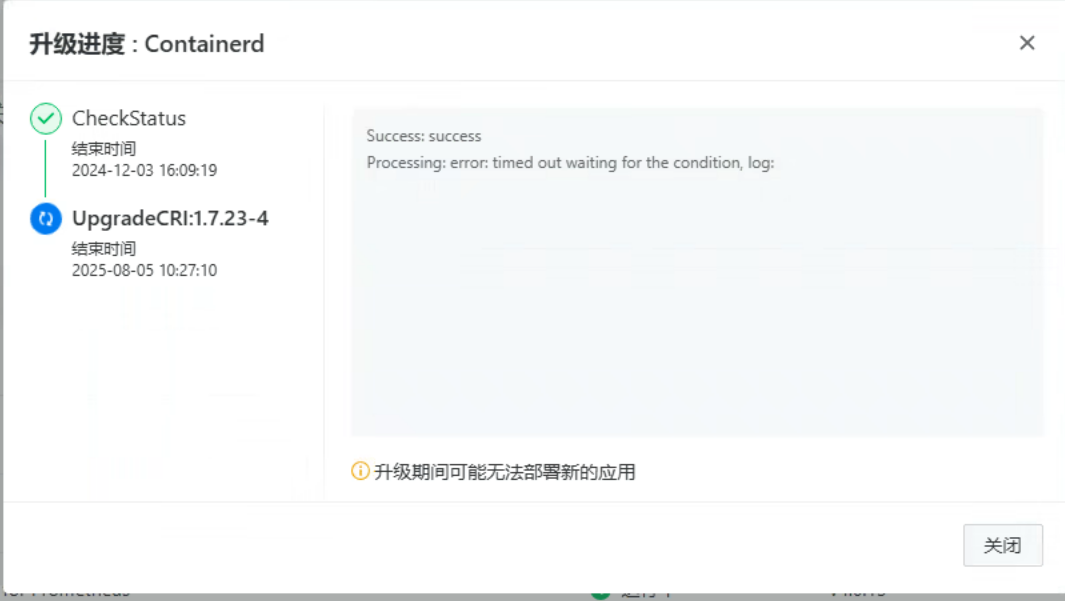 升级进度 : Containerd
CheckStatus
结束时间
2024-12-03 16:09:19
UpgradeCRI:1.7.23-4
结束时间
2025-08-05 10:27:10
Success: success
Processing: error: timed out waiting for the condition, log:
升级期间可能无法部署新的应用
关闭